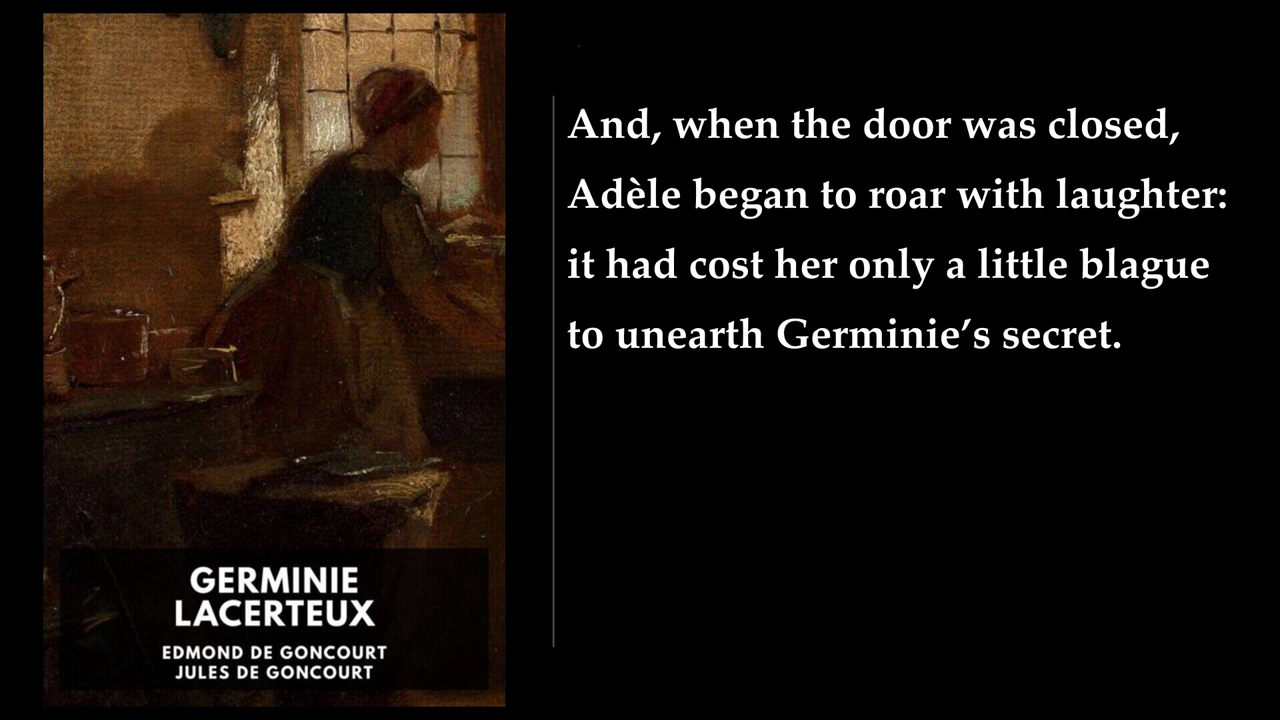 And, when the door was closed,
Adèle began to roar with laughter:
it had cost her only a little blague
to unearth Germinie’s secret.
GERMINIE
LACERTEUX
EDMOND DE GONCOURT
JULES DE GONCOURT